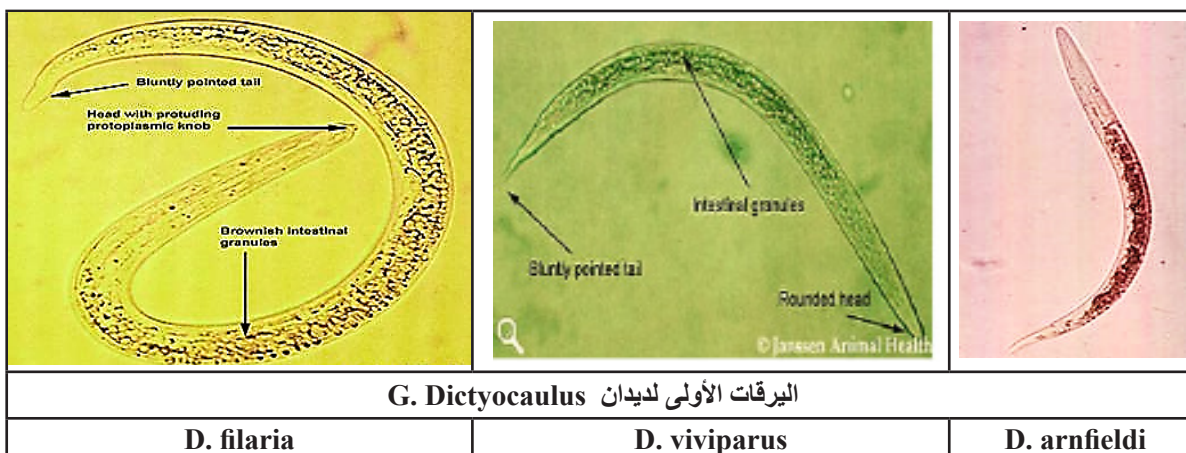 Bluntly pointed tail
Head with protuding
protoplasmic knob
Brownish intestinal
granules
Intestinal granules
Bluntly pointed tail
Rounded head
© Janssen Animal Health
اليرقات الأولى لديدان G. Dictyocaulus
D. filaria
D. viviparus
D. arnfieldi